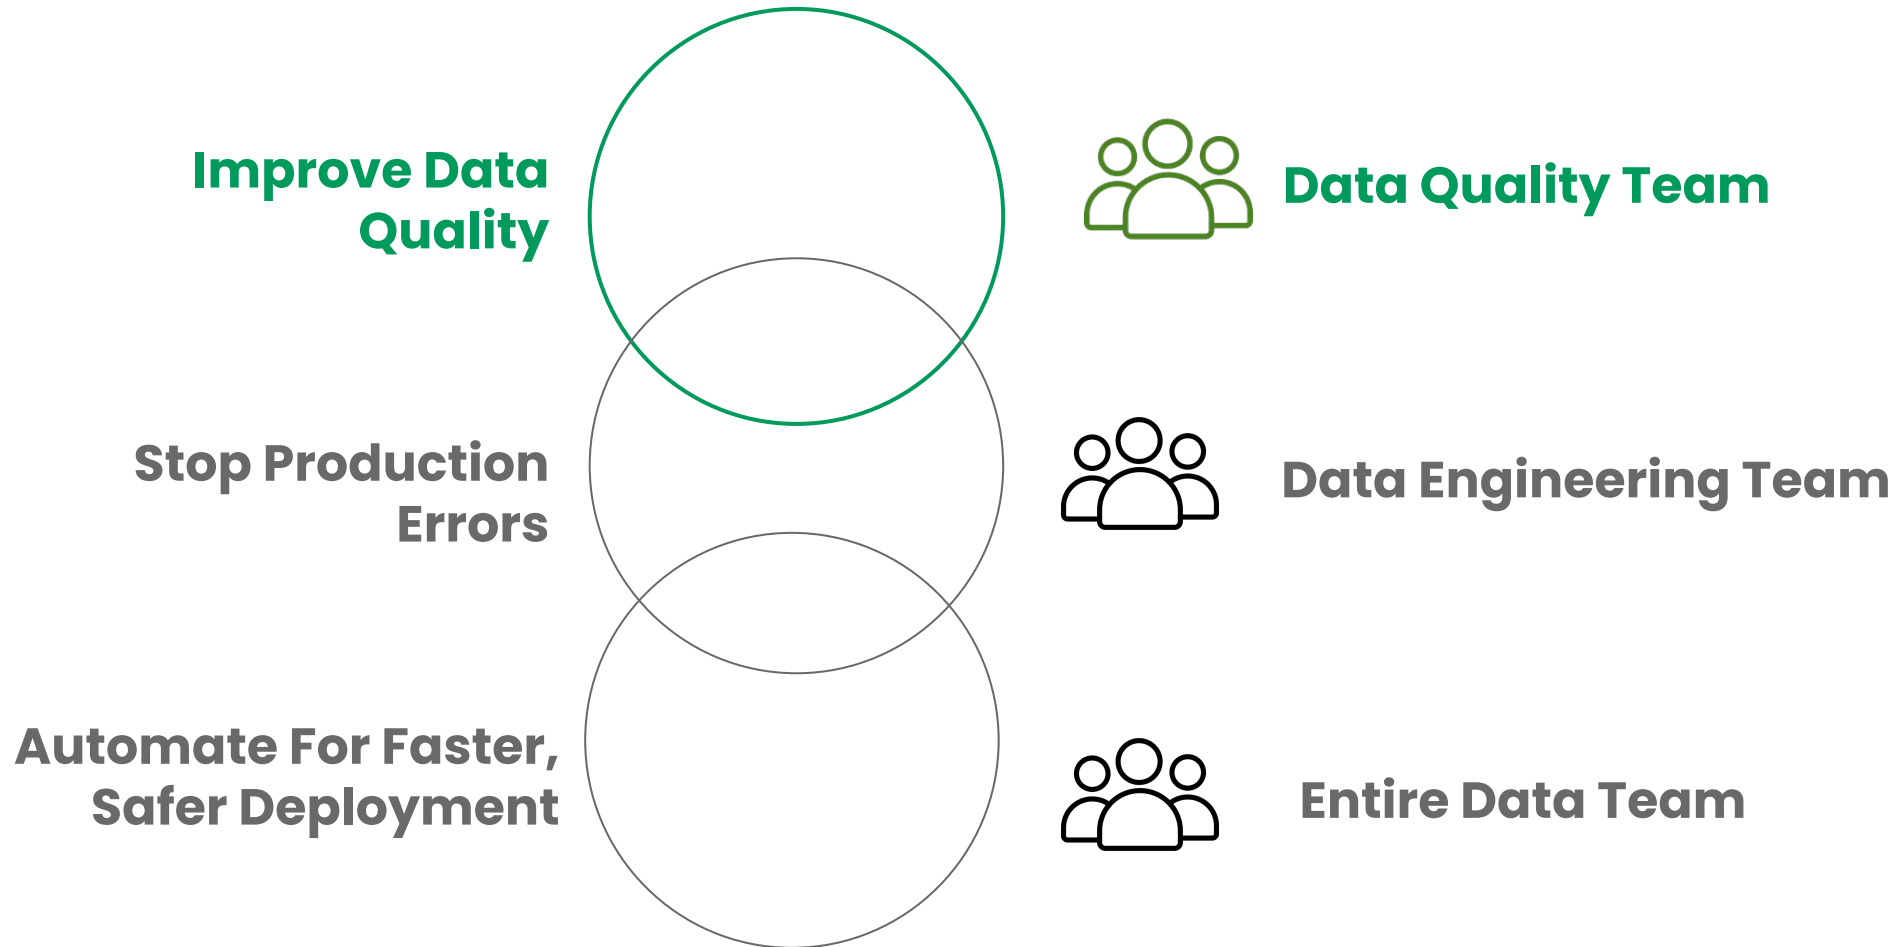 Improve Data
Quality
Data Quality Team
Stop Production
Errors
Data Engineering Team
Automate For Faster,
Safer Deployment
Entire Data Team